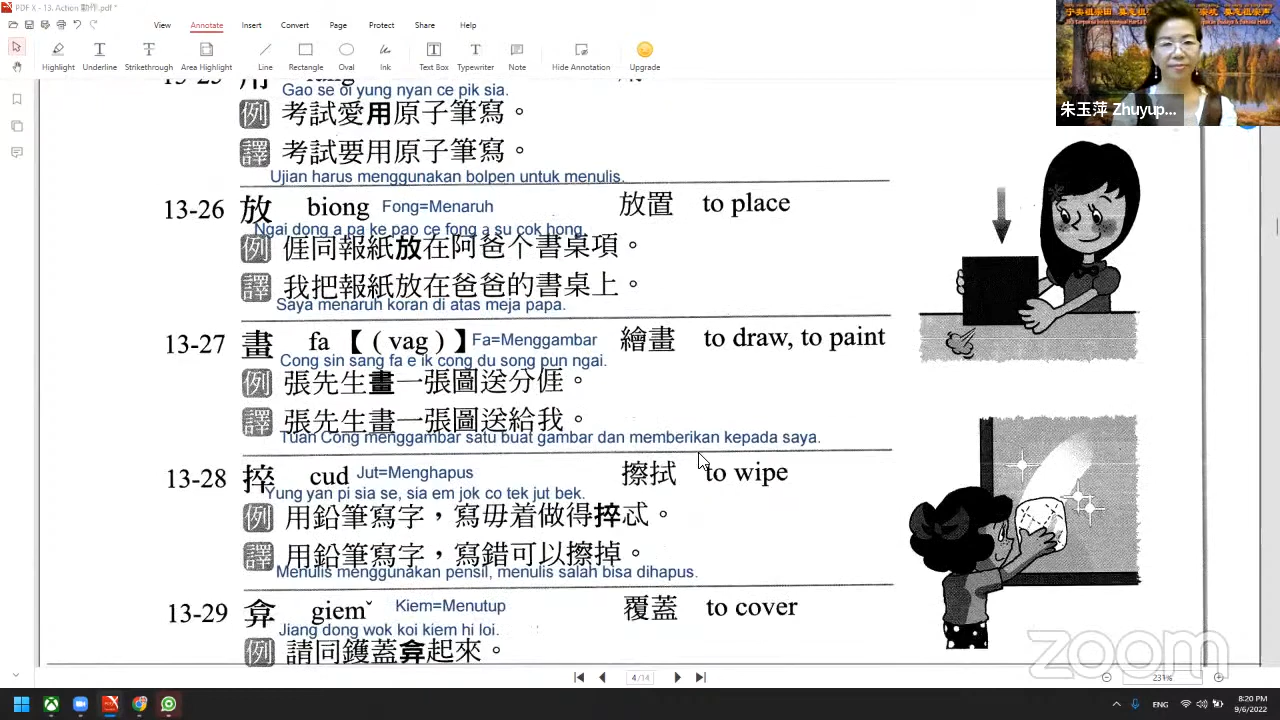 PDF X - 13. Action 動作.pdf *
View Annotate Insert Convert Protect Share Help
Highlight Underline Strikethrough Area Highlight Line Rectangle Oval Ink Text Box Typewriter Note Hide Annotation Upgrade
朱玉萍 Zhuyup...
Gao se oi yung nyan ce pik sia.
例 考試愛用原子筆寫。
譯 考試要用原子筆寫。
Ujian harus menggunakan bolpen untuk menulis.
13-26 放 biong Fong=Menaruh 放置 to place
Ngai dong a pa ke pao ce fong a su cok hong.
例 𠊎同報紙放在阿爸个書桌項。
譯 我把報紙放在爸爸的書桌上。
Saya menaruh koran di atas meja papa.
13-27 畫 fa 【 ( vag ) 】 Fa=Menggambar 繪畫 to draw, to paint
Cong sin sang fa e ik cong du song pun ngai.
例 張先生畫一張圖送分𠊎。
譯 張先生畫一張圖送給我。
Tuan Cong menggambar satu buat gambar dan memberikan kepada saya.
13-28 捽 cud Jut=Menghapus 擦拭 to wipe
Yung yan pi sia se, sia em jok co tek jut bek.
例 用鉛筆寫字，寫毋着做得捽忒。
譯 用鉛筆寫字，寫錯可以擦掉。
Menulis menggunakan pensil, menulis salah bisa dihapus.
13-29 弇 giemˇ Kiem=Menutup 覆蓋 to cover
Jiang dong wok koi kiem hi loi.
例 請同鑊蓋弇起來。
zoom
4/14
231%
ENG
8:20 PM
9/6/2022